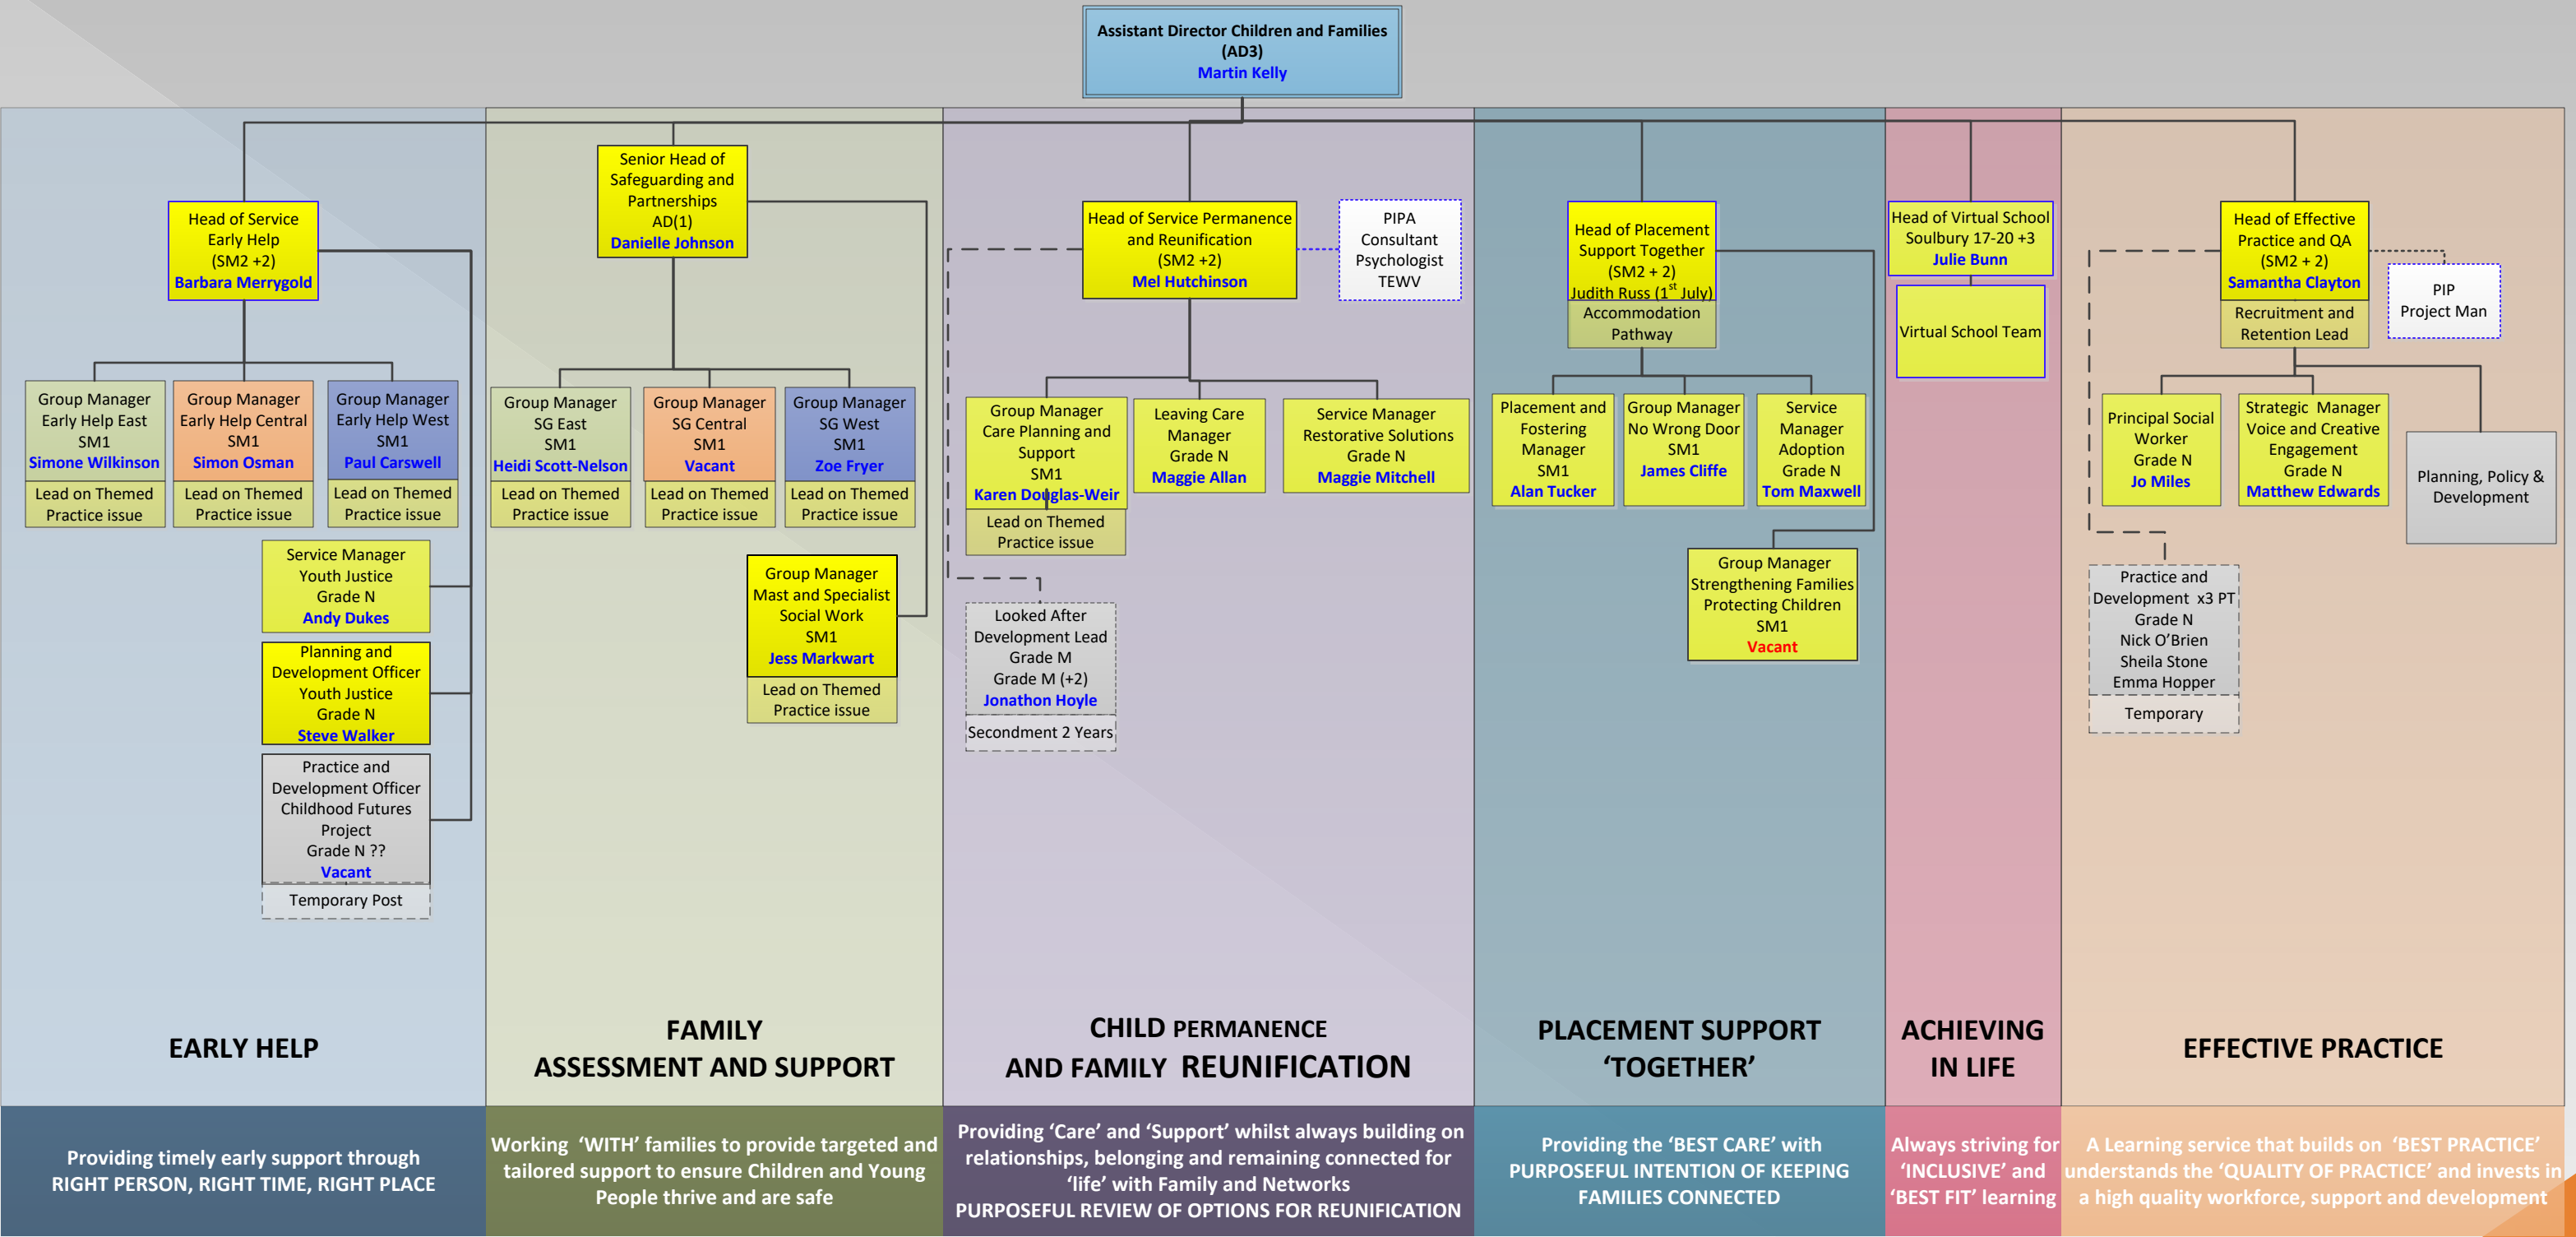 Assistant Director Children and Families
(AD3)
Martin Kelly
Head of Service
Early Help
(SM2 +2)
Barbara Merrygold
Group Manager
Early Help East
SM1
Simone Wilkinson
Lead on Themed
Practice issue
Group Manager
Early Help Central
SM1
Simon Osman
Lead on Themed
Practice issue
Group Manager
Early Help West
SM1
Paul Carswell
Lead on Themed
Practice issue
Service Manager
Youth Justice
Grade N
Andy Dukes
Planning and
Development Officer
Youth Justice
Grade N
Steve Walker
Practice and
Development Officer
Childhood Futures
Project
Grade N ??
Vacant
Temporary Post
EARLY HELP
Providing timely early support through
RIGHT PERSON, RIGHT TIME, RIGHT PLACE
Senior Head of
Safeguarding and
Partnerships
AD(1)
Danielle Johnson
Group Manager
SG East
SM1
Heidi Scott-Nelson
Lead on Themed
Practice issue
Group Manager
SG Central
SM1
Vacant
Lead on Themed
Practice issue
Group Manager
SG West
SM1
Zoe Fryer
Lead on Themed
Practice issue
Group Manager
Mast and Specialist
Social Work
SM1
Jess Markwart
Lead on Themed
Practice issue
FAMILY
ASSESSMENT AND SUPPORT
Working ‘WITH’ families to provide targeted and
tailored support to ensure Children and Young
People thrive and are safe
Head of Service Permanence
and Reunification
(SM2 +2)
Mel Hutchinson
PIPA
Consultant
Psychologist
TEWV
Group Manager
Care Planning and
Support
SM1
Karen Douglas-Weir
Lead on Themed
Practice issue
Leaving Care
Manager
Grade N
Maggie Allan
Service Manager
Restorative Solutions
Grade N
Maggie Mitchell
Looked After
Development Lead
Grade M
Grade M (+2)
Jonathon Hoyle
Secondment 2 Years
CHILD PERMANENCE
AND FAMILY REUNIFICATION
Providing ‘Care’ and ‘Support’ whilst always building on
relationships, belonging and remaining connected for
‘life’ with Family and Networks
PURPOSEFUL REVIEW OF OPTIONS FOR REUNIFICATION
Head of Placement
Support Together
(SM2 + 2)
Judith Russ (1st July)
Accommodation
Pathway
Placement and
Fostering
Manager
SM1
Alan Tucker
Group Manager
No Wrong Door
SM1
James Cliffe
Service
Manager
Adoption
Grade N
Tom Maxwell
Group Manager
Strengthening Families
Protecting Children
SM1
Vacant
PLACEMENT SUPPORT
‘TOGETHER’
Providing the ‘BEST CARE’ with
PURPOSEFUL INTENTION OF KEEPING
FAMILIES CONNECTED
Head of Virtual School
Soulbury 17-20 +3
Julie Bunn
Virtual School Team
ACHIEVING
IN LIFE
Always striving for
‘INCLUSIVE’ and
‘BEST FIT’ learning
Head of Effective
Practice and QA
(SM2 + 2)
Samantha Clayton
Recruitment and
Retention Lead
PIP
Project Man
Principal Social
Worker
Grade N
Jo Miles
Strategic Manager
Voice and Creative
Engagement
Grade N
Matthew Edwards
Planning, Policy &
Development
Practice and
Development x3 PT
Grade N
Nick O’Brien
Sheila Stone
Emma Hopper
Temporary
EFFECTIVE PRACTICE
A Learning service that builds on ‘BEST PRACTICE’
understands the ‘QUALITY OF PRACTICE’ and invests in
a high quality workforce, support and development